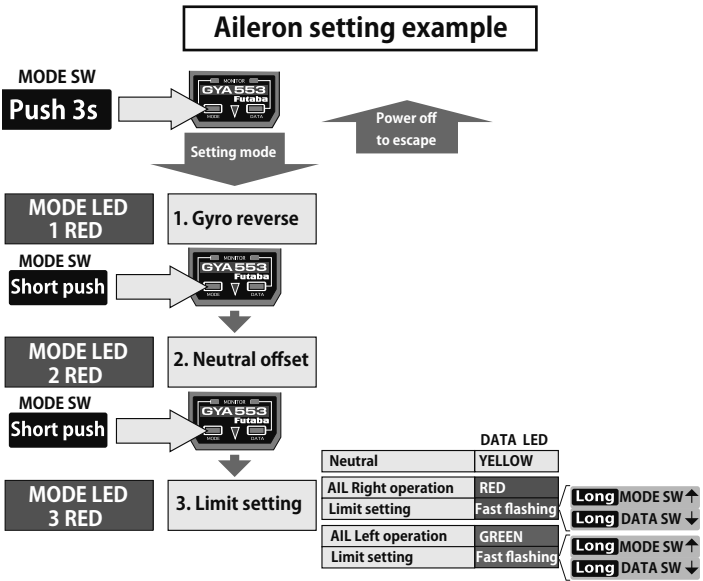 Aileron setting example
MODE SW
Push 3s
MONITOR
GYA553
Futaba
MODE DATA
Power off
to escape
Setting mode
MODE LED
1 RED
1. Gyro reverse
MODE SW
Short push
MONITOR
GYA553
Futaba
MODE DATA
MODE LED
2 RED
2. Neutral offset
MODE SW
Short push
MONITOR
GYA553
Futaba
MODE DATA
MODE LED
3 RED
3. Limit setting
DATA LED
Neutral YELLOW
AIL Right operation RED
Limit setting Fast flashing
Long MODE SW↑
Long DATA SW↓
AIL Left operation GREEN
Limit setting Fast flashing
Long MODE SW↑
Long DATA SW↓